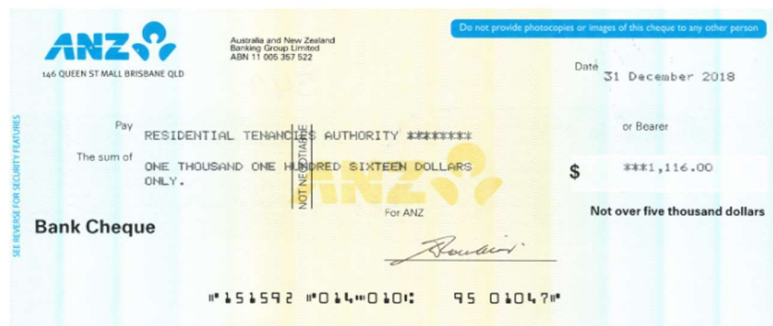 Do not provide photocopies or images of this cheque to any other person
ANZ
Australia and New Zealand
Banking Group Limited
ABN 11 005 357 522
146 QUEEN ST MALL BRISBANE QLD
Date
31 December 2018
Pay
RESIDENTIAL TENANCIES AUTHORITY ********
or Bearer
The sum of
ONE THOUSAND ONE HUNDRED SIXTEEN DOLLARS
ONLY.
$ ***1,116.00
NOT NEGOTIABLE
ANZ
For ANZ
Not over five thousand dollars
Bank Cheque
SEE REVERSE FOR SECURITY FEATURES
⑈151592 ⑈014⑉010⑆ 95 01047⑈